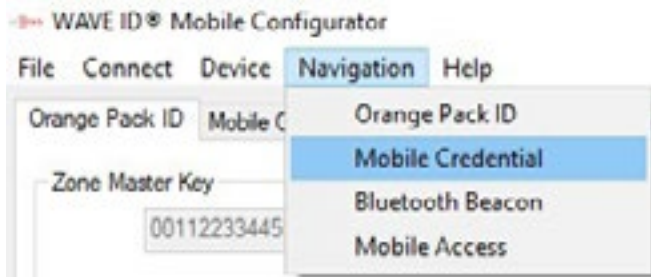 WAVE ID® Mobile Configurator
File Connect Device Navigation Help
Orange Pack ID Mobile C
Orange Pack ID
Mobile Credential
Bluetooth Beacon
Mobile Access
Zone Master Key
00112233445